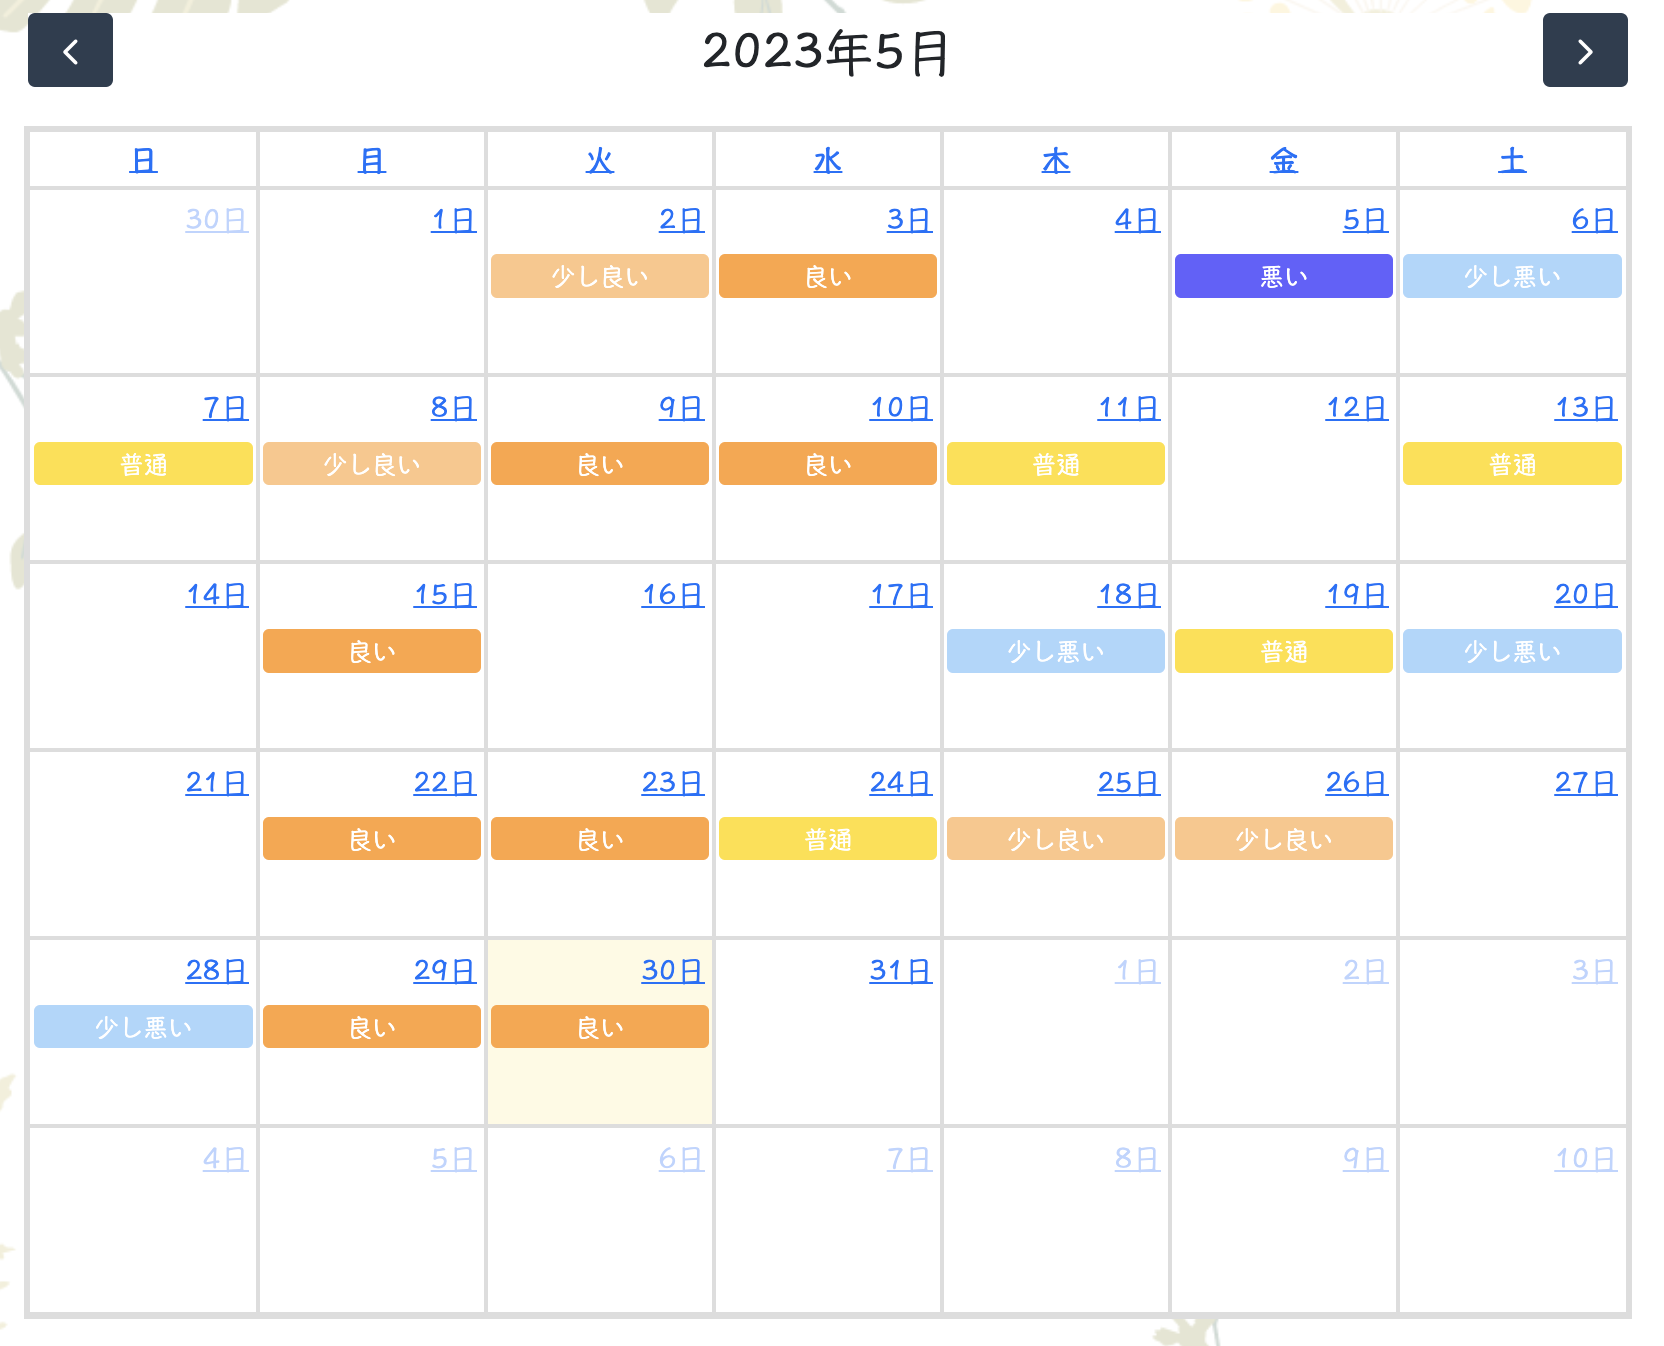 2023年5月
日 月 火 水 木 金 土
30日 1日 2日 3日 4日 5日 6日
少し良い 良い 悪い 少し悪い
7日 8日 9日 10日 11日 12日 13日
普通 少し良い 良い 良い 普通 普通
14日 15日 16日 17日 18日 19日 20日
良い 少し悪い 普通 少し悪い
21日 22日 23日 24日 25日 26日 27日
良い 良い 普通 少し良い 少し良い
28日 29日 30日 31日 1日 2日 3日
少し悪い 良い 良い
4日 5日 6日 7日 8日 9日 10日